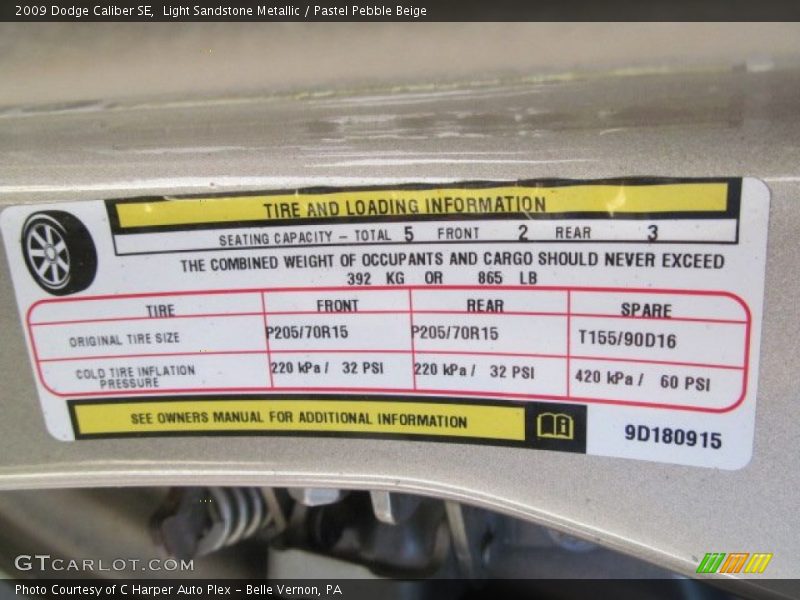 2009 Dodge Caliber SE,  Light Sandstone Metallic / Pastel Pebble Beige
TIRE AND LOADING INFORMATION
SEATING CAPACITY – TOTAL 5 FRONT 2 REAR 3
THE COMBINED WEIGHT OF OCCUPANTS AND CARGO SHOULD NEVER EXCEED
392 KG OR 865 LB
TIRE FRONT REAR SPARE
ORIGINAL TIRE SIZE P205/70R15 P205/70R15 T155/90D16
COLD TIRE INFLATION
PRESSURE 220 kPa / 32 PSI 220 kPa / 32 PSI 420 kPa / 60 PSI
SEE OWNERS MANUAL FOR ADDITIONAL INFORMATION
9D180915
GTCARLOT.COM
Photo Courtesy of C Harper Auto Plex – Belle Vernon, PA